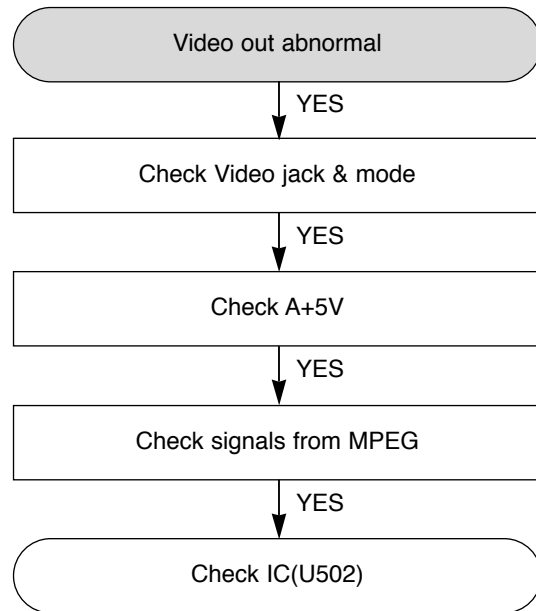 Video out abnormal
YES
Check Video jack & mode
YES
Check A+5V
YES
Check signals from MPEG
YES
Check IC(U502)